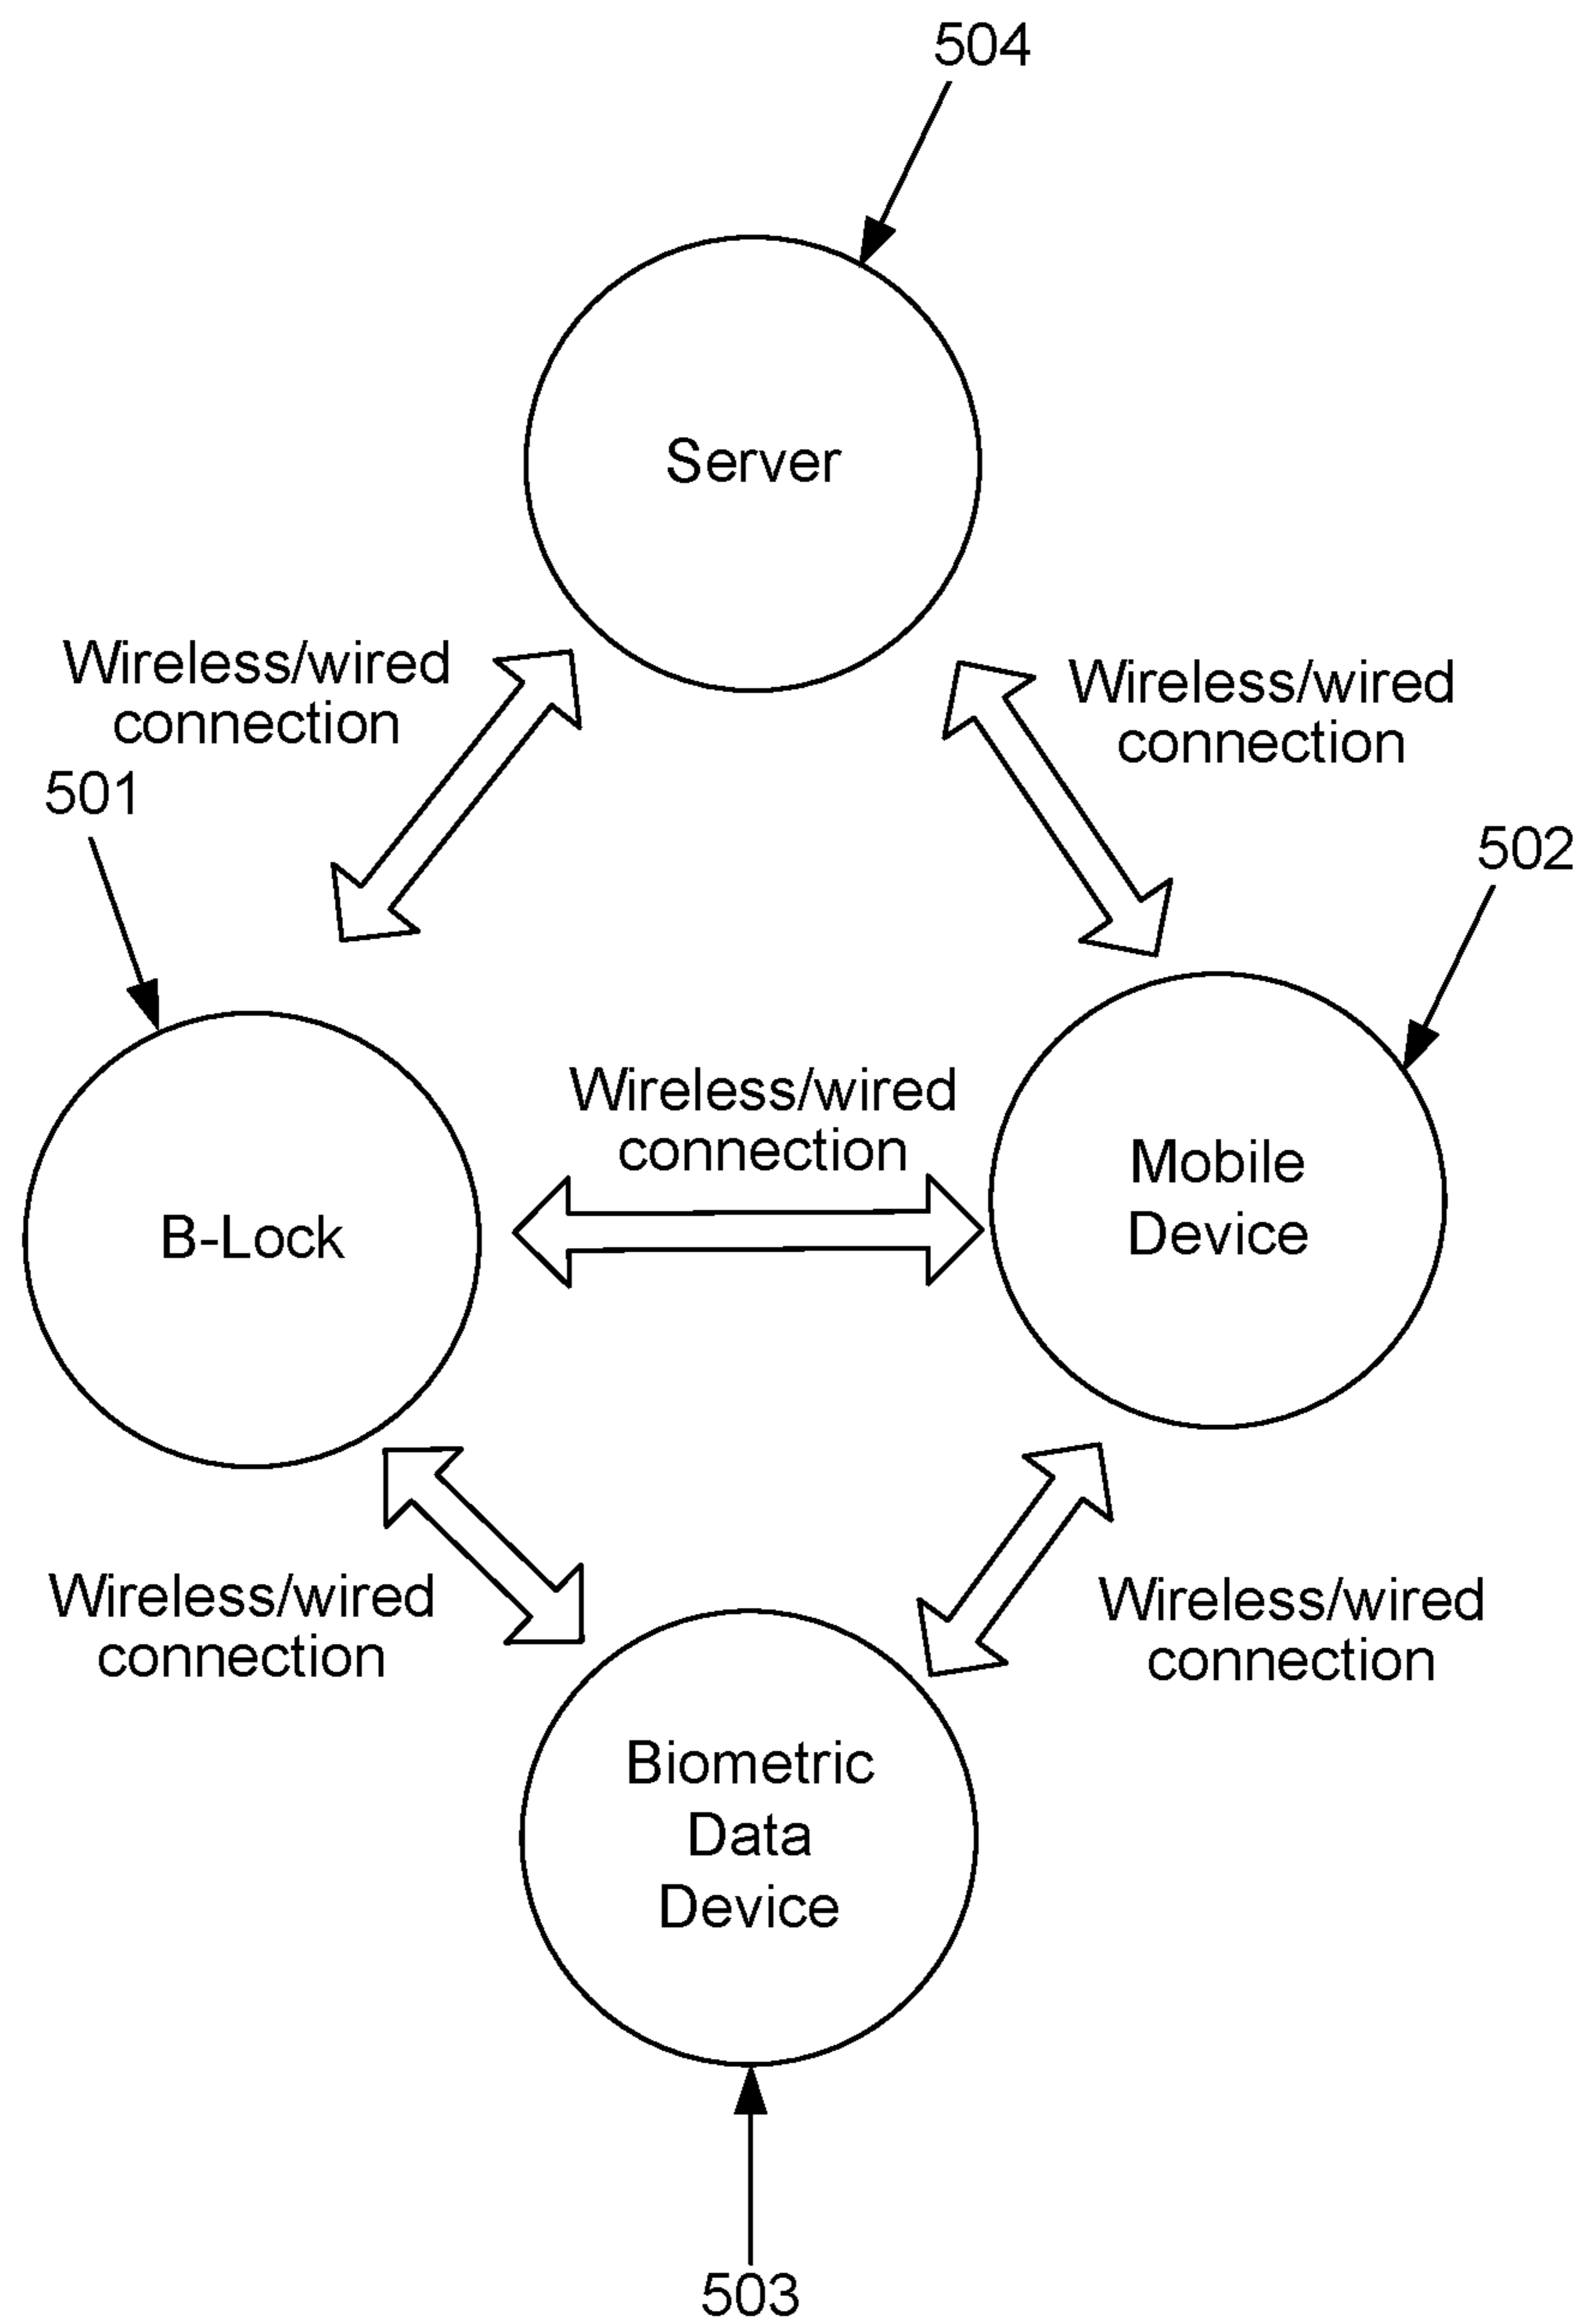 504
Server
Wireless/wired
connection
Wireless/wired
connection
501
502
Wireless/wired
connection
B-Lock
Mobile
Device
Wireless/wired
connection
Wireless/wired
connection
Biometric
Data
Device
503